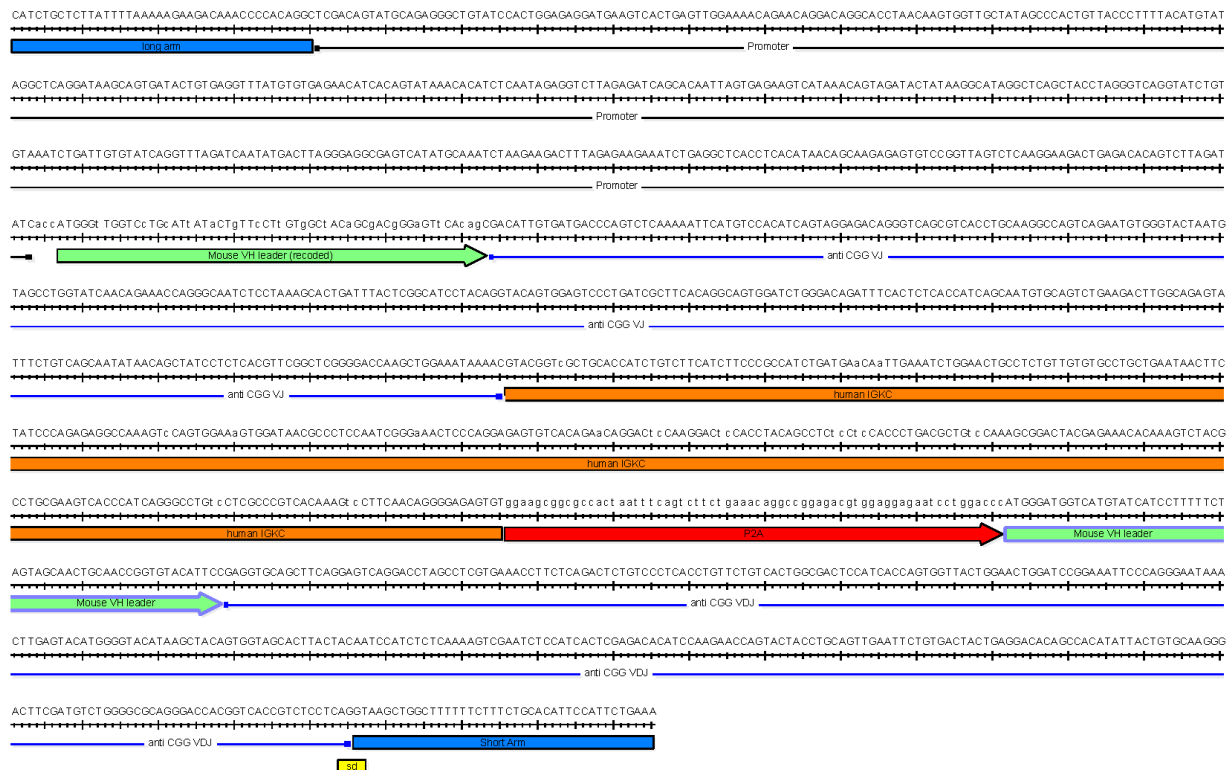 CATCTGCTCTTATTTTAAAAAGAAGACAAACCCCACAGGCTCGACAGTATGCAGAGGGCTGTATCCACTGGAGAGGATGAAGTCACTGAGTTGGAAAACAGAACAGGACAGGCACCTAACAAGTGGTTGCTATAGCCCACTGTTACCCTTTTACATGTAT
long arm Promoter
AGGCTCAGGATAAGCAGTGATACTGTGAGGTTTATGTGTGAGAACATCACAGTATAAACACATCTCAATAGAGGTCTTAGAGATCAGCACAATTAGTGAGAAGTCATAAACAGTAGATACTATAAGGCATAGGCTCAGCTACCTAGGGTCAGGTATCTGT
Promoter
GTAAATCTGATTGTGTATCAGGTTTAGATCAATATGACTTAGGGAGGCGAGTCATATGCAAATCTAAGAAGACTTTAGAGAAGAAATCTGAGGCTCACCTCACATAACAGCAAGAGAGTGTCCGGTTAGTCTCAAGGAAGACTGAGACACAGTCTTAGAT
Promoter
ATCaccATGGGtTGGTCCcTGcATtATaCTgTTcCTtGTgGCtACaGCgACgGGaGTtCACagCGACATTGTGATGACCCAGTCTCAAAAATTCATGTCCACATCAGTAGGAGACAGGGTCAGCGTCACCTGCAAGGCCAGTCAGAATGTGGGTACTAATG
Mouse VH leader (recoded) anti CGG VJ
TAGCCTGGTATCAACAGAAACCAGGGCAATCTCCTAAAGCACTGATTTACTCGGCATCCTACAGGTACAGTGGAGTCCCTGATCGCTTCACAGGCAGTGGATCTGGGACAGATTTCACTCTCACCATCAGCAATGTGCAGTCTGAAGACTTGGCAGAGTA
anti CGG VJ
TTTCTGTCAGCAATATAACAGCTATCCTCTCACGTTCGGCTCGGGGACCAAGCTGGAAATAAAACGTACGGTcGCTGCACCATCTGTCTTCATCTTCCCGCCATCTGATGAaCAaTTGAAATCTGGAACTGCCTCTGTTGTGTGCCTGCTGAATAACTTC
anti CGG VJ human IGKC
TATCCCAGAGAGGCCAAAGTcCAGTGGAAaGTGGATAACGCCCTCCAATCGGGaAACTCCCAGGAGAGTGTCACAGAaCAGGACtcCAAGGACtcCACCTACAGCCTCtcCtcCACCCTGACGCTGtcCAAAGCGGACTACGAGAAACACAAAGTCTACG
human IGKC
CCTGCGAAGTCACCCATCAGGGCCTGtcCTCGCCCGTCACAAAGtcCTTCAACAGGGGAGAGTGTggaagcggcgccactaatttcagtcttctgaaacaggccggagacgtggaggagaatcctggacccATGGGATGGTCATGTATCATCCTTTTTCT
human IGKC P2A Mouse VH leader
AGTAGCAACTGCAACCGGTGTACATTCCGAGGTGCAGCTTCAGGAGTCAGGACCTAGCCTCGTGAAACCTTCTCAGACTCTGTCCCTCACCTGTTCTGTCACTGGCGACTCCATCACCAGTGGTTACTGGAACTGGATCCGGAAATTCCCAGGGAATAAA
Mouse VH leader anti CGG VDJ
CTTGAGTACATGGGGTACATAAGCTACAGTGGTAGCACTTACTACAATCCATCTCTCAAAAGTCGAATCTCCATCACTCGAGACACATCCAAGAACCAGTACTACCTGCAGTTGAATTCTGTGACTACTGAGGACACAGCCACATATTACTGTGCAAGGG
anti CGG VDJ
ACTTCGATGTCTGGGGCGCAGGGACCACGGTCACCGTCTCCTCAGGTAAGCTGGCTTTTTTCTTTCTGCACATTCCATTCTGAAA
anti CGG VDJ Short Arm
sd